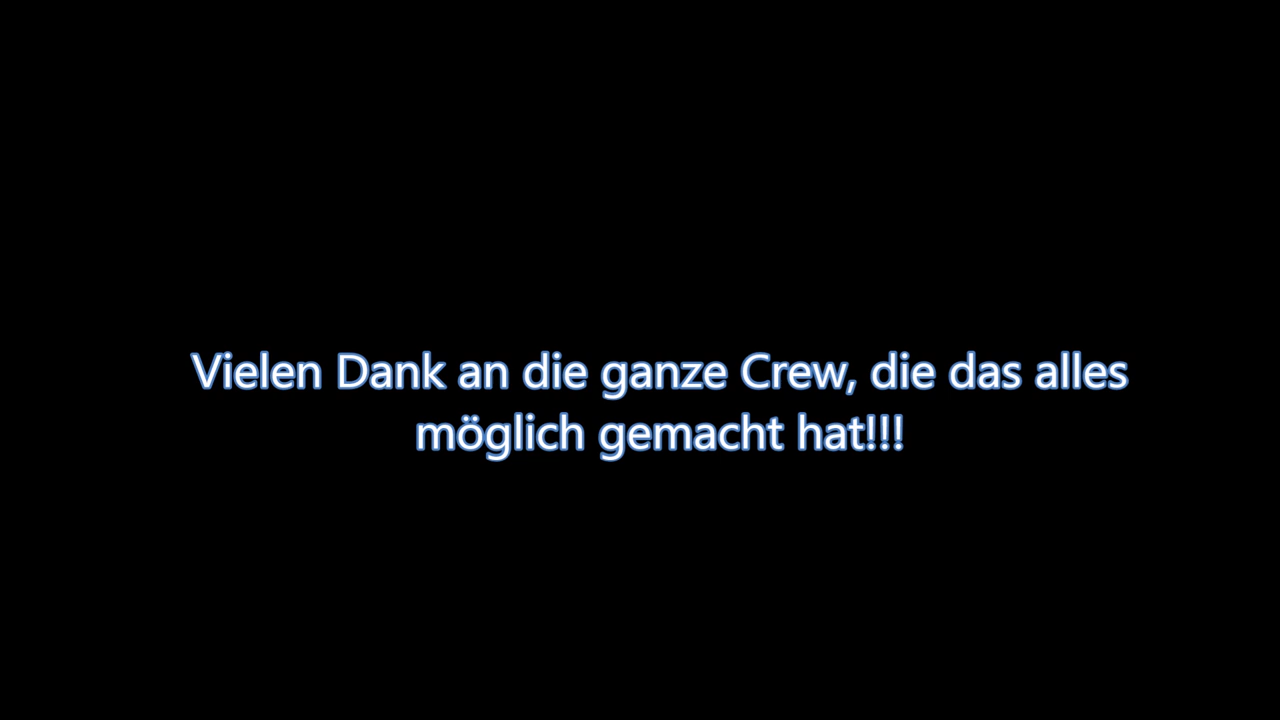 Vielen Dank an die ganze Crew, die das alles
möglich gemacht hat!!!